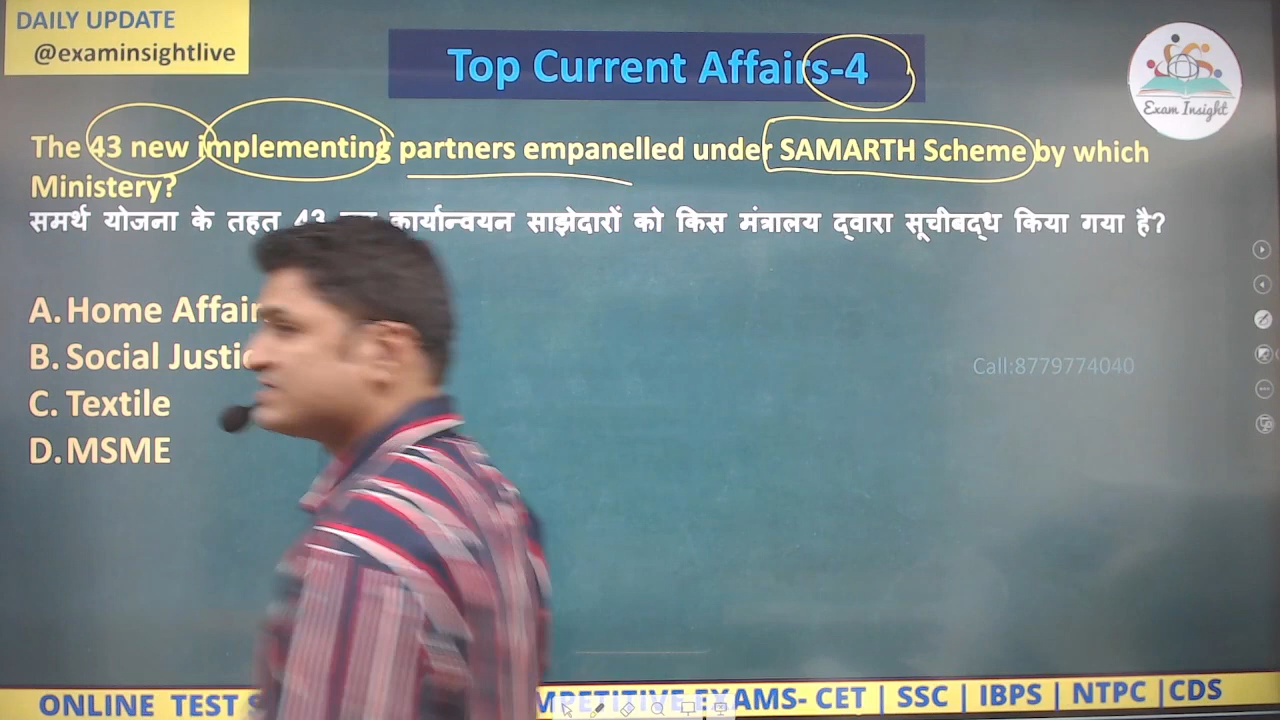 DAILY UPDATE
@examinsightlive
Top Current Affairs-4
Exam Insight
The 43 new implementing partners empanelled under SAMARTH Scheme by which
Ministery?
समर्थ योजना के तहत 43 कार्यान्वयन साझेदारों को किस मंत्रालय द्वारा सूचीबद्ध किया गया है?
A. Home Affair
B. Social Justic
C. Textile
D. MSME
Call:8779774040
ONLINE TEST S MPETITIVE EXAMS- CET | SSC | IBPS | NTPC |CDS